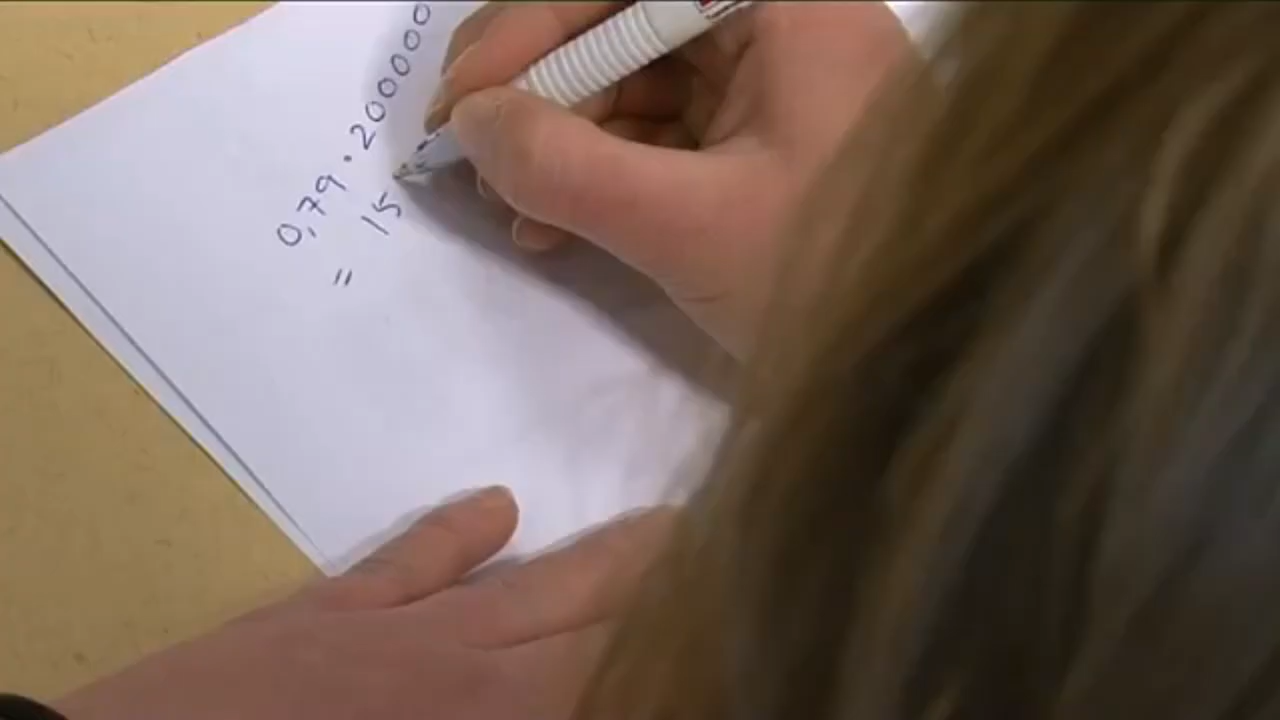 0,79 · 200000
= 15